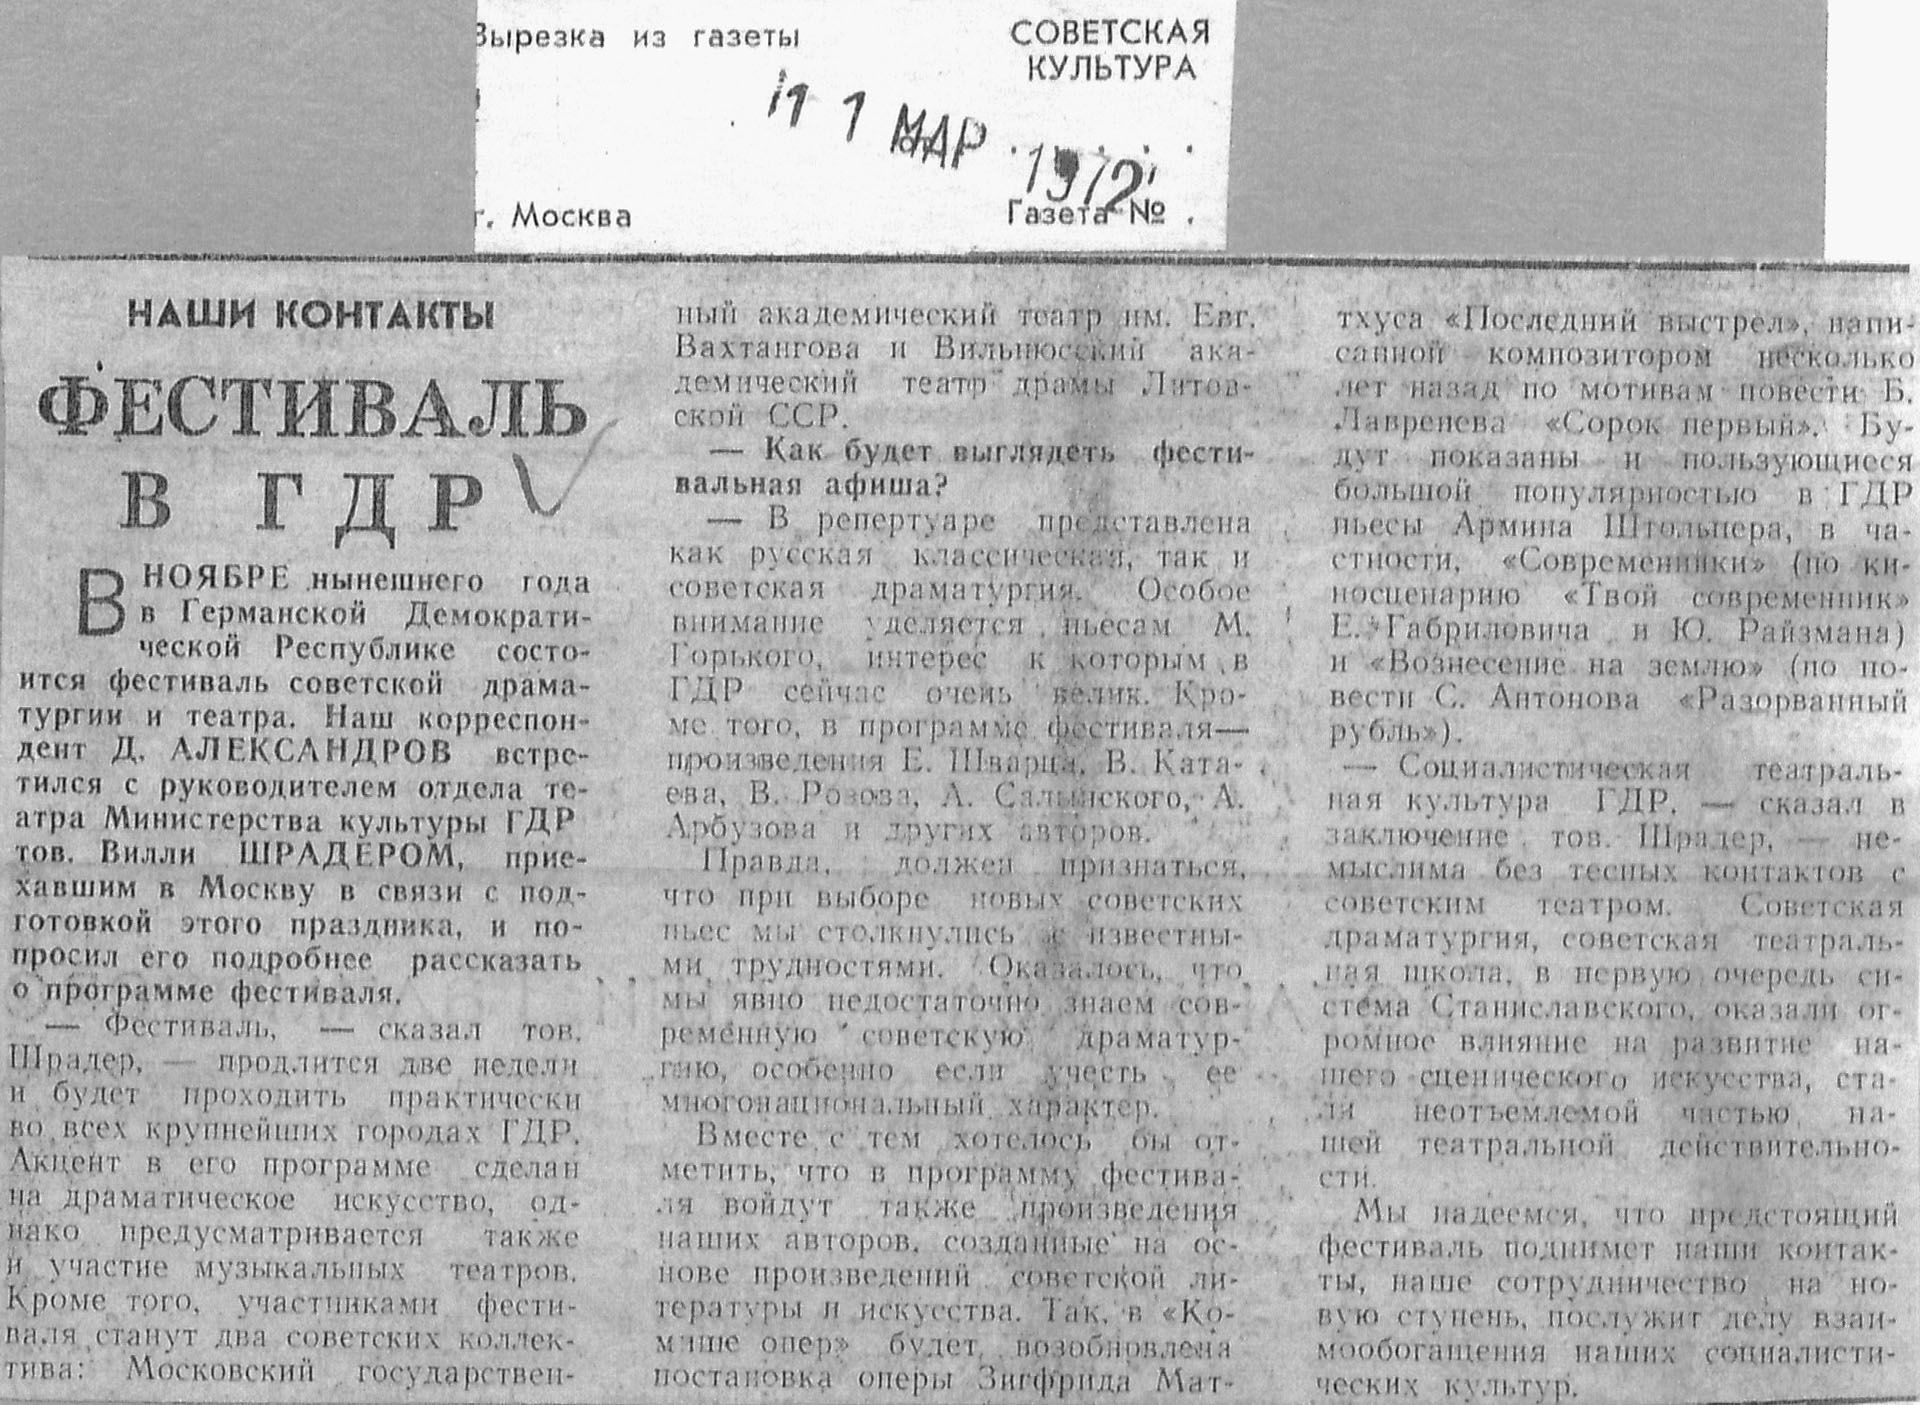 Вырезка из газеты
СОВЕТСКАЯ
КУЛЬТУРА
11 МАР 1972
г. Москва
Газета №
НАШИ КОНТАКТЫ
ФЕСТИВАЛЬ
В ГДР
В НОЯБРЕ нынешнего года
в Германской Демократи-
ческой Республике состо-
ится фестиваль советской драма-
тургии и театра. Наш корреспон-
дент Д. АЛЕКСАНДРОВ встре-
тился с руководителем отдела те-
атра Министерства культуры ГДР
тов. Вилли ШРАДЕРОМ, прие-
хавшим в Москву в связи с под-
готовкой этого праздника, и по-
просил его подробнее рассказать
о программе фестиваля.
— Фестиваль, — сказал тов.
Шрадер, — продлится две недели
и будет проходить практически
во всех крупнейших городах ГДР.
Акцент в его программе сделан
на драматическое искусство, од-
нако предусматривается также
и участие музыкальных театров.
Кроме того, участниками фести-
валя станут два советских коллек-
тива: Московский государствен-
ный академический театр им. Евг.
Вахтангова и Вильнюсский ака-
демический театр драмы Литов-
ской ССР.
— Как будет выглядеть фести-
вальная афиша?
— В репертуаре представлена
как русская классическая, так и
советская драматургия. Особое
внимание уделяется пьесам М.
Горького, интерес к которым в
ГДР сейчас очень велик. Кро-
ме того, в программе фестиваля—
произведения Е. Шварца, В. Ката-
ева, В. Розова, А. Салынского, А.
Арбузова и других авторов.
Правда, должен признаться,
что при выборе новых советских
пьес мы столкнулись с известны-
ми трудностями. Оказалось, что
мы явно недостаточно знаем сов-
ременную советскую драматур-
гию, особенно если учесть ее
многонациональный характер.
Вместе с тем хотелось бы от-
метить, что в программу фестива-
ля войдут также произведения
наших авторов, созданные на ос-
нове произведений советской ли-
тературы и искусства. Так, в «Ко-
мише опер» будет возобновлена
постановка оперы Зигфрида Мат-
тхуса «Последний выстрел», напи-
санной композитором несколько
лет назад по мотивам повести Б.
Лавренева «Сорок первый». Бу-
дут показаны и пользующиеся
большой популярностью в ГДР
пьесы Армина Штольпера, в ча-
стности, «Современники» (по ки-
носценарию «Твой современник»
Е. Габриловича и Ю. Райзмана)
и «Вознесение на землю» (по по-
вести С. Антонова «Разорванный
рубль»).
— Социалистическая театраль-
ная культура ГДР, — сказал в
заключение тов. Шрадер, — не-
мыслима без тесных контактов с
советским театром. Советская
драматургия, советская театраль-
ная школа, в первую очередь си-
стема Станиславского, оказали ог-
ромное влияние на развитие на-
шего сценического искусства, ста-
ли неотъемлемой частью на-
шей театральной действительно-
сти.
Мы надеемся, что предстоящий
фестиваль поднимет наши контак-
ты, наше сотрудничество на но-
вую ступень, послужит делу взаи-
мообогащения наших социалисти-
ческих культур.